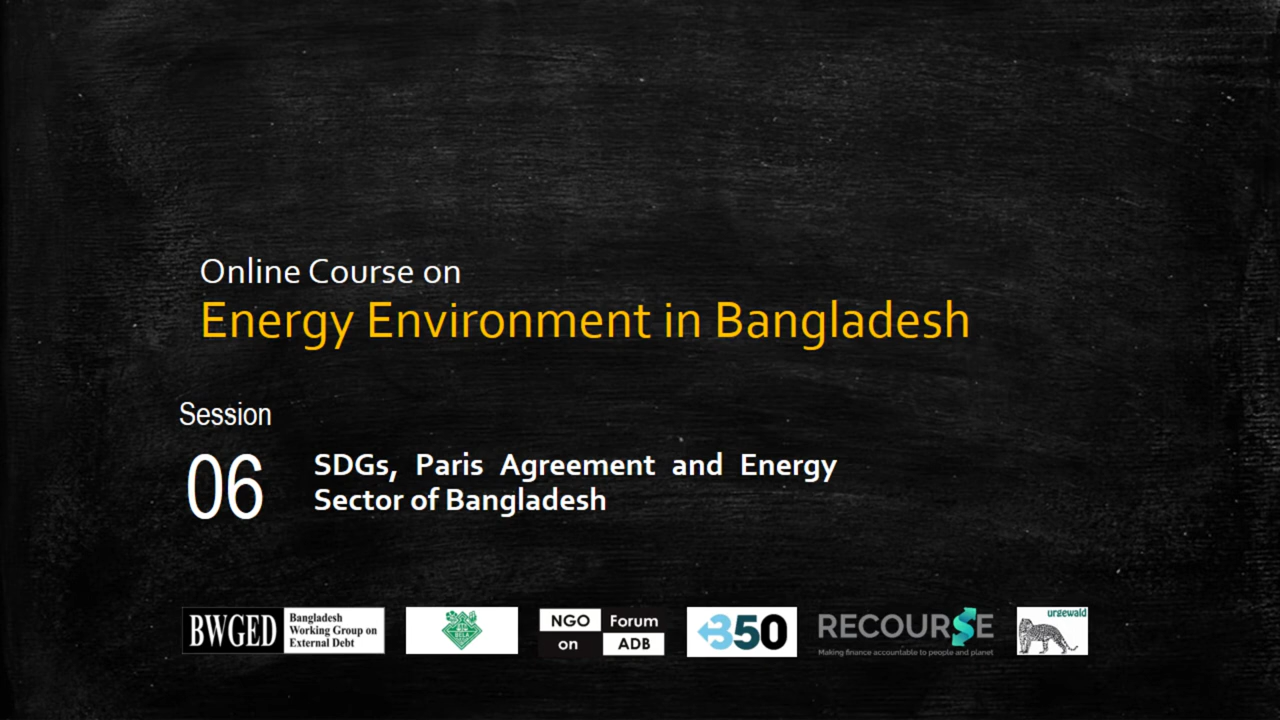 Online Course on
Energy Environment in Bangladesh
Session
06
SDGs, Paris Agreement and Energy
Sector of Bangladesh
BWGED
Bangladesh
Working Group on
External Debt
BELA
NGO Forum
on ADB
350
RECOURSE
Making finance accountable to people and planet
urgewald